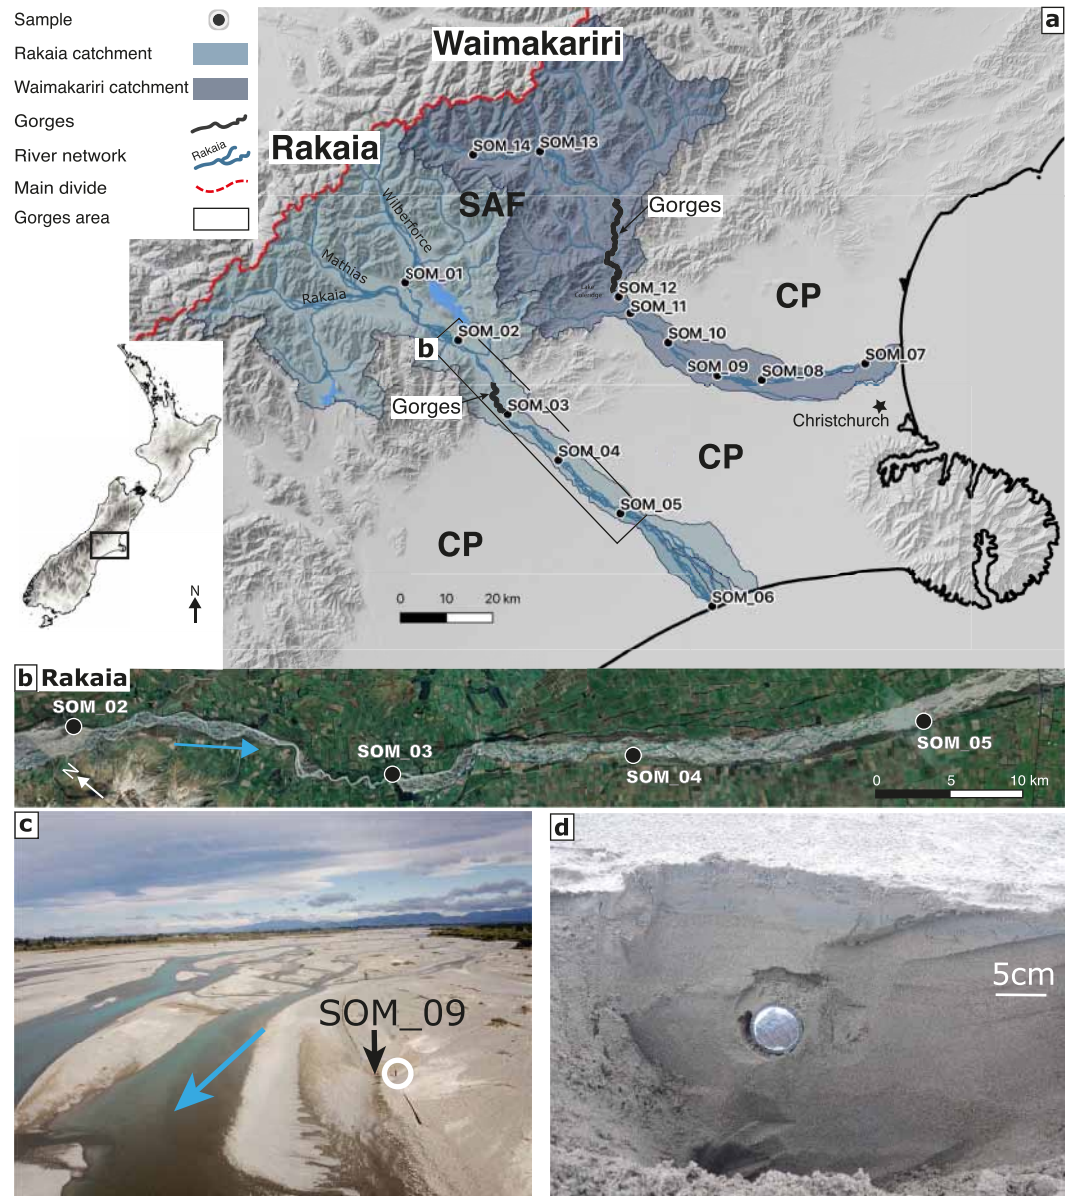 Sample
Rakaia catchment
Waimakariri catchment
Gorges
River network
Rakaia
Main divide
Gorges area
a
Waimakariri
Rakaia
SOM_14
SOM_13
SAF
Wilberforce
Gorges
Mathias
SOM_01
Rakaia
Lake
Coleridge
SOM_12
CP
SOM_11
SOM_02
SOM_10
b
SOM_09
SOM_08
SOM_07
Gorges
SOM_03
Christchurch
SOM_04
CP
SOM_05
CP
N
0 10 20 km
SOM_06
b Rakaia
SOM_02
SOM_03
SOM_04
SOM_05
N
0 5 10 km
c
SOM_09
d
5cm